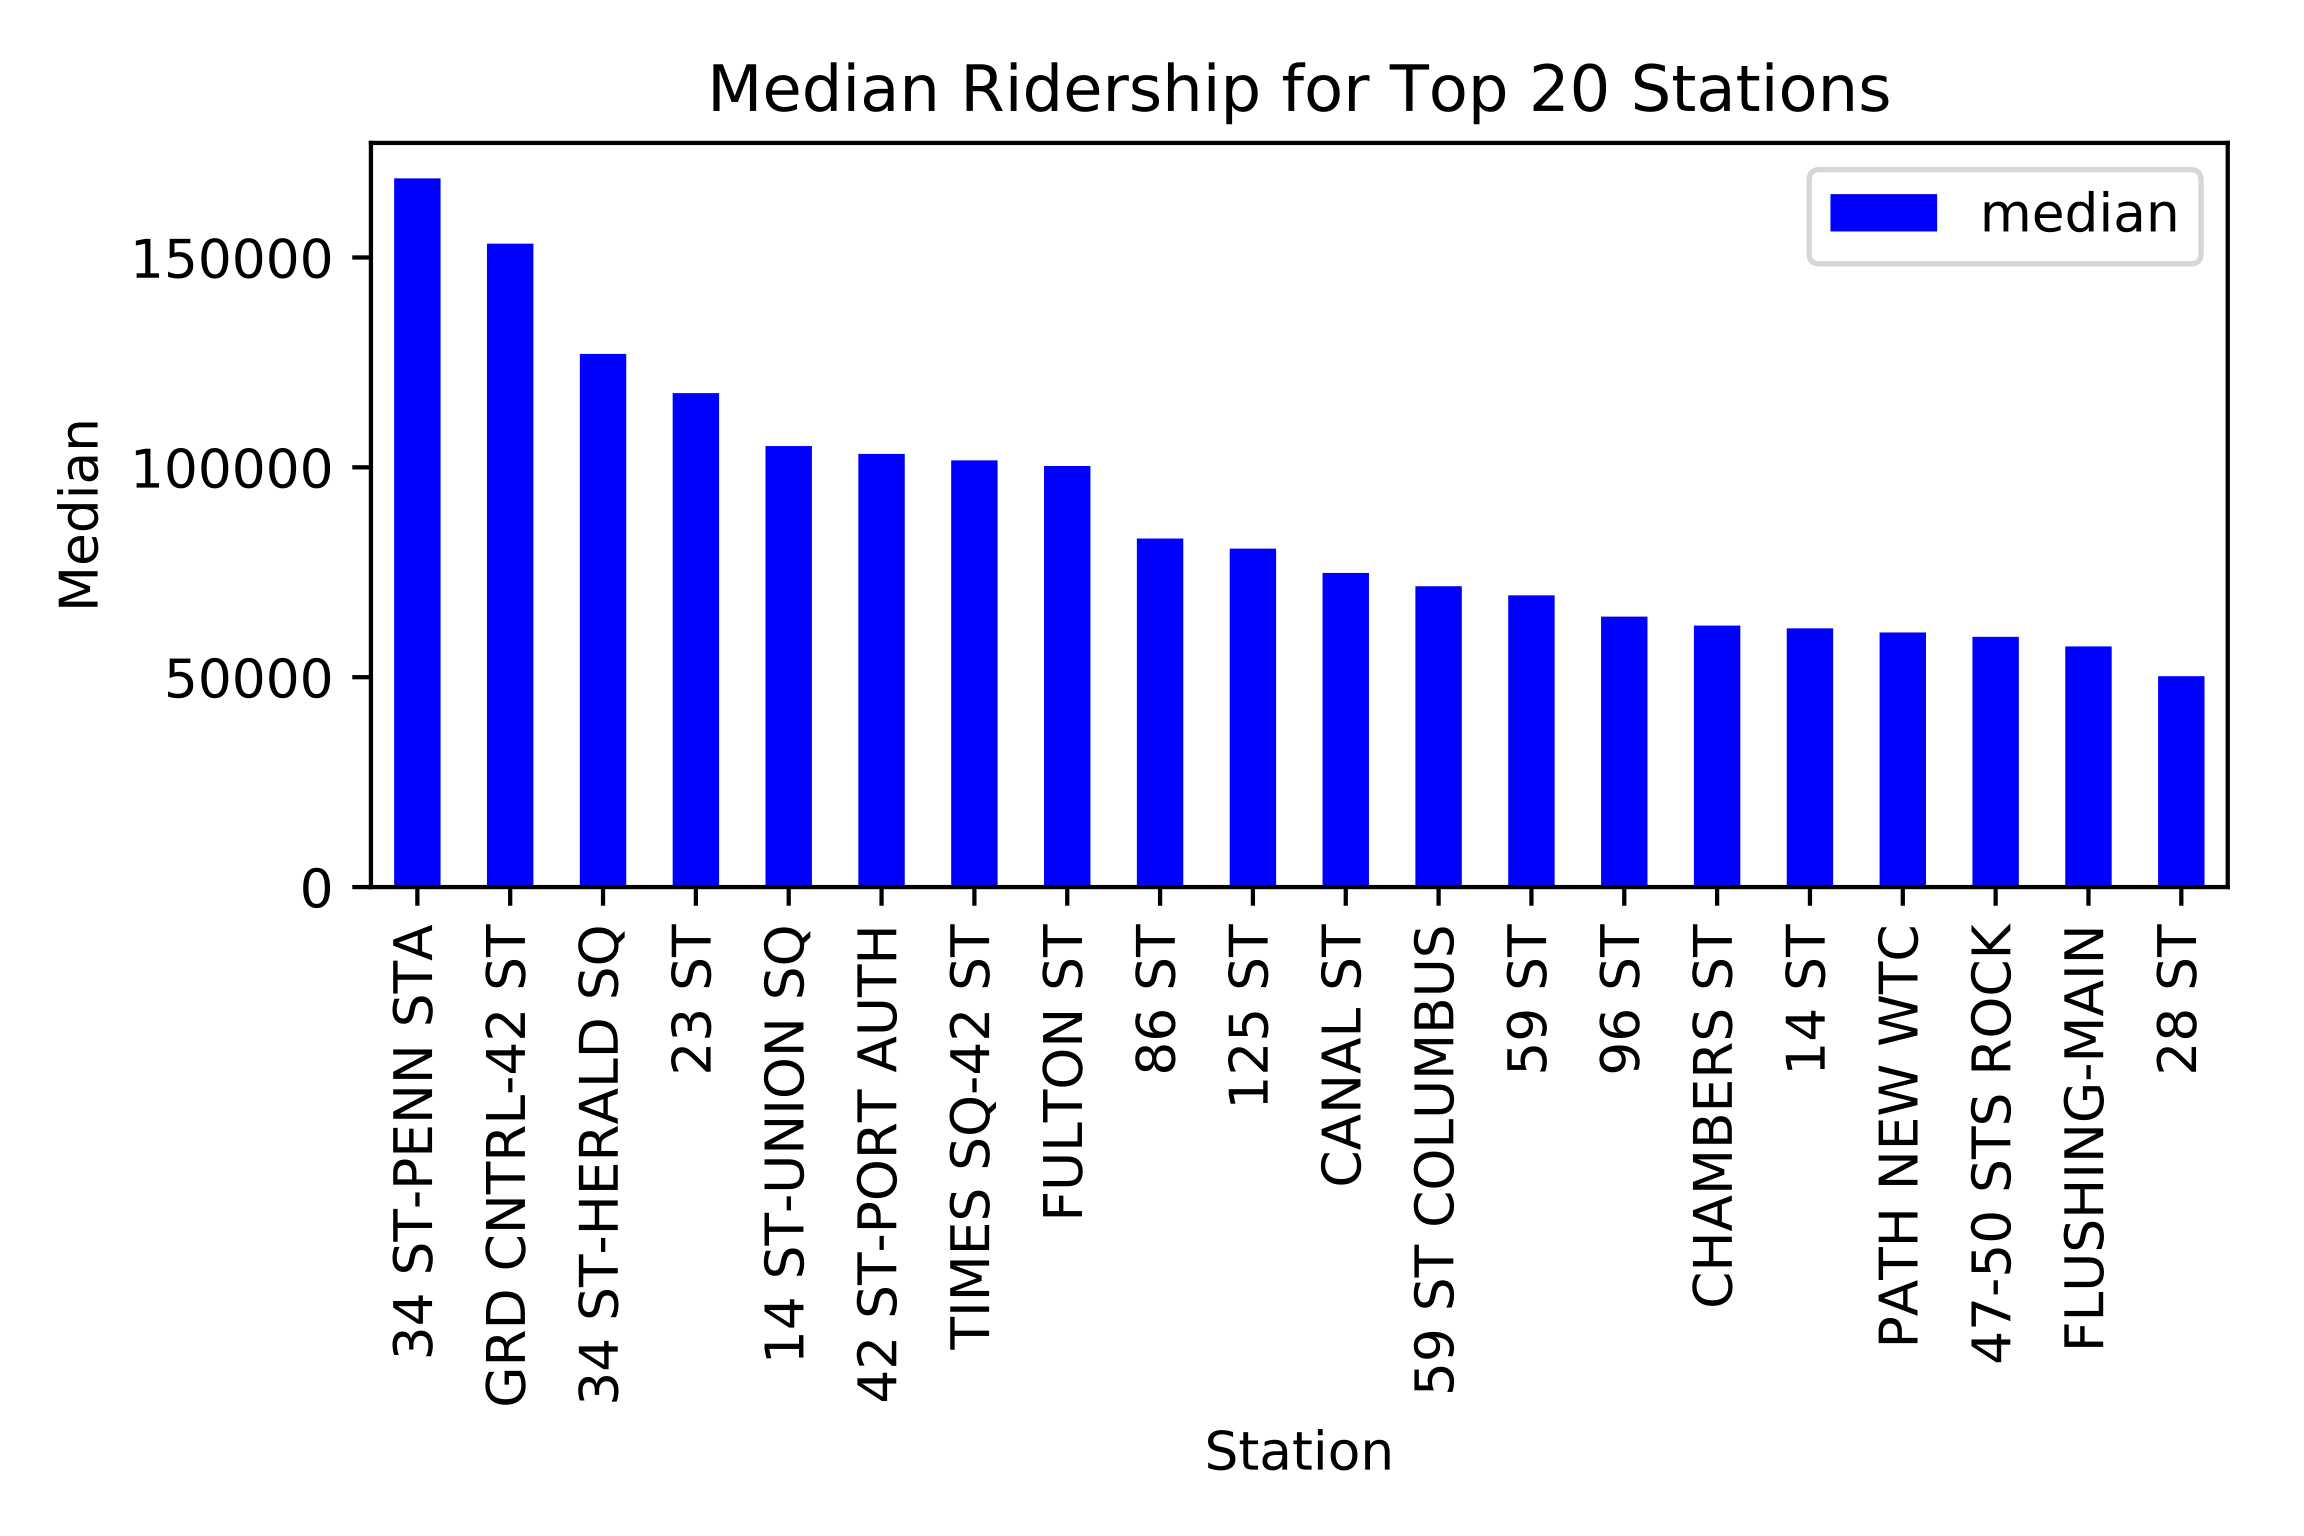 Median Ridership for Top 20 Stations
median
Median
150000
100000
50000
0
34 ST-PENN STA
GRD CNTRL-42 ST
34 ST-HERALD SQ
23 ST
14 ST-UNION SQ
42 ST-PORT AUTH
TIMES SQ-42 ST
FULTON ST
86 ST
125 ST
CANAL ST
59 ST COLUMBUS
59 ST
96 ST
CHAMBERS ST
14 ST
PATH NEW WTC
47-50 STS ROCK
FLUSHING-MAIN
28 ST
Station